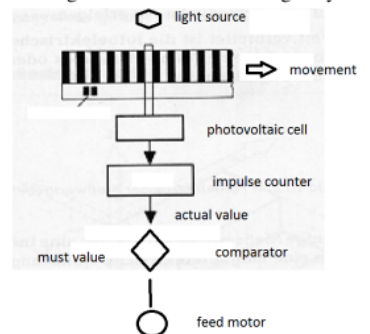 light source
movement
photovoltaic cell
impulse counter
actual value
must value
comparator
feed motor